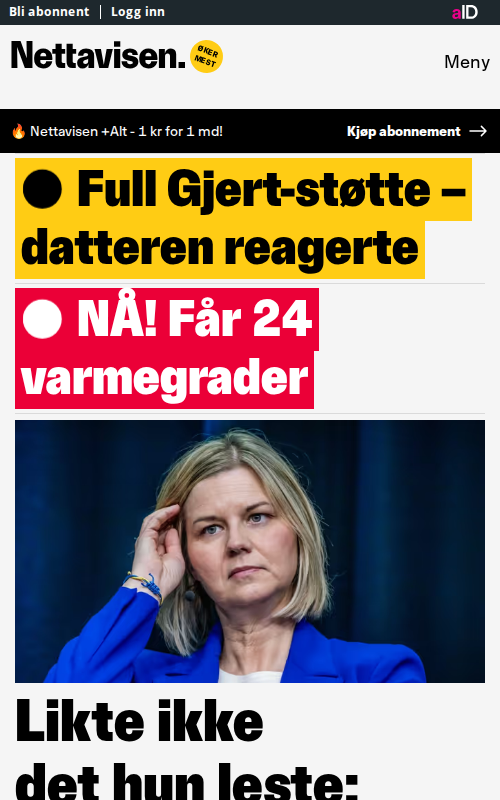 Bli abonnent | Logg inn
aID
Nettavisen.
ØKER
MEST
Meny
🔥 Nettavisen +Alt - 1 kr for 1 md!
Kjøp abonnement →
Full Gjert-støtte –
datteren reagerte
NÅ! Får 24
varmegrader
Likte ikke
det hun leste: